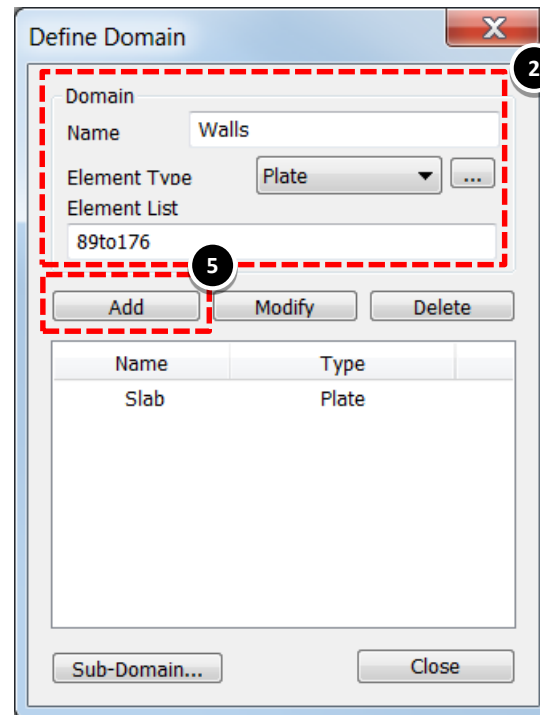 Define Domain
X
2
Domain
Name Walls
Element Type Plate ...
Element List
89to176
5
Add Modify Delete
Name Type
Slab Plate
Sub-Domain... Close